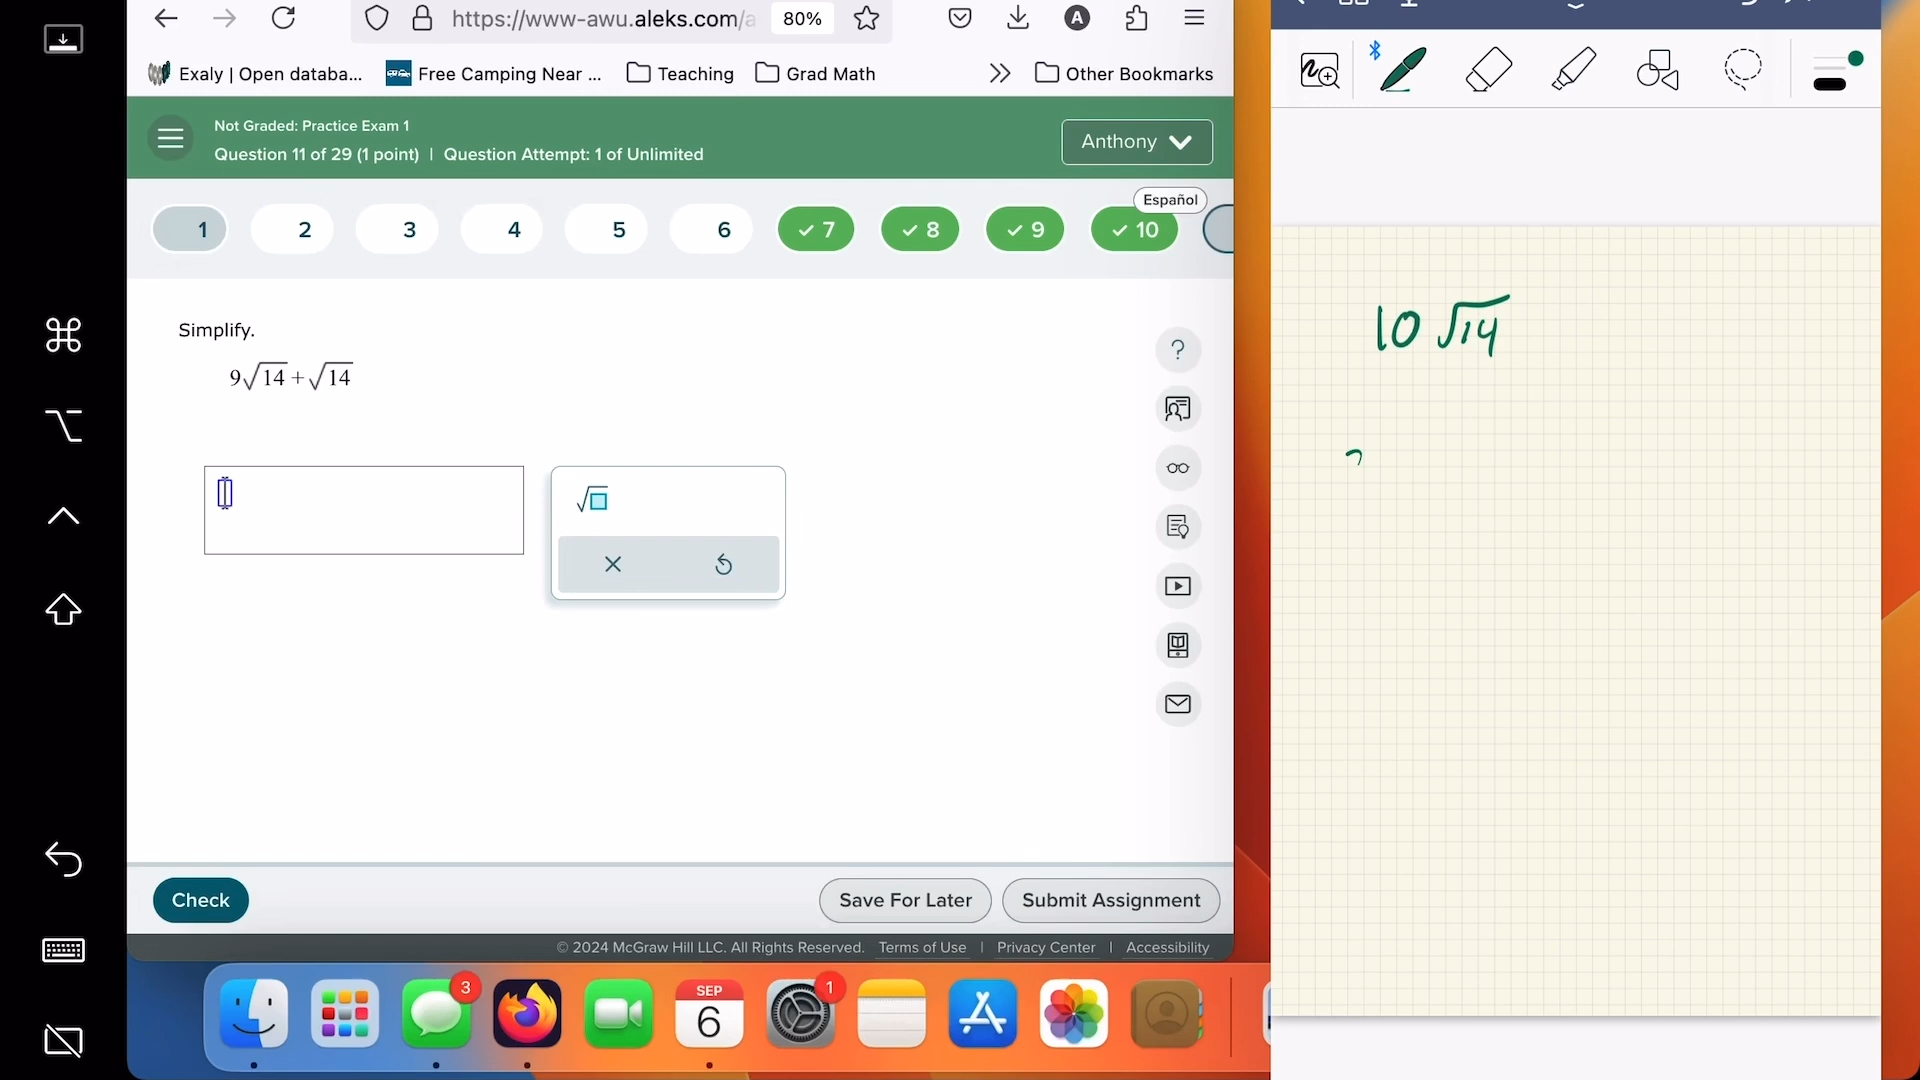 https://www-awu.aleks.com/a
80%
A
Exaly | Open databa...
Free Camping Near ...
Teaching
Grad Math
Other Bookmarks
Not Graded: Practice Exam 1
Question 11 of 29 (1 point) | Question Attempt: 1 of Unlimited
Anthony
Español
1 2 3 4 5 6 7 8 9 10
Simplify.
9√14 + √14
10 √14
?
Check
Save For Later
Submit Assignment
© 2024 McGraw Hill LLC. All Rights Reserved. Terms of Use | Privacy Center | Accessibility
3
SEP
6
1